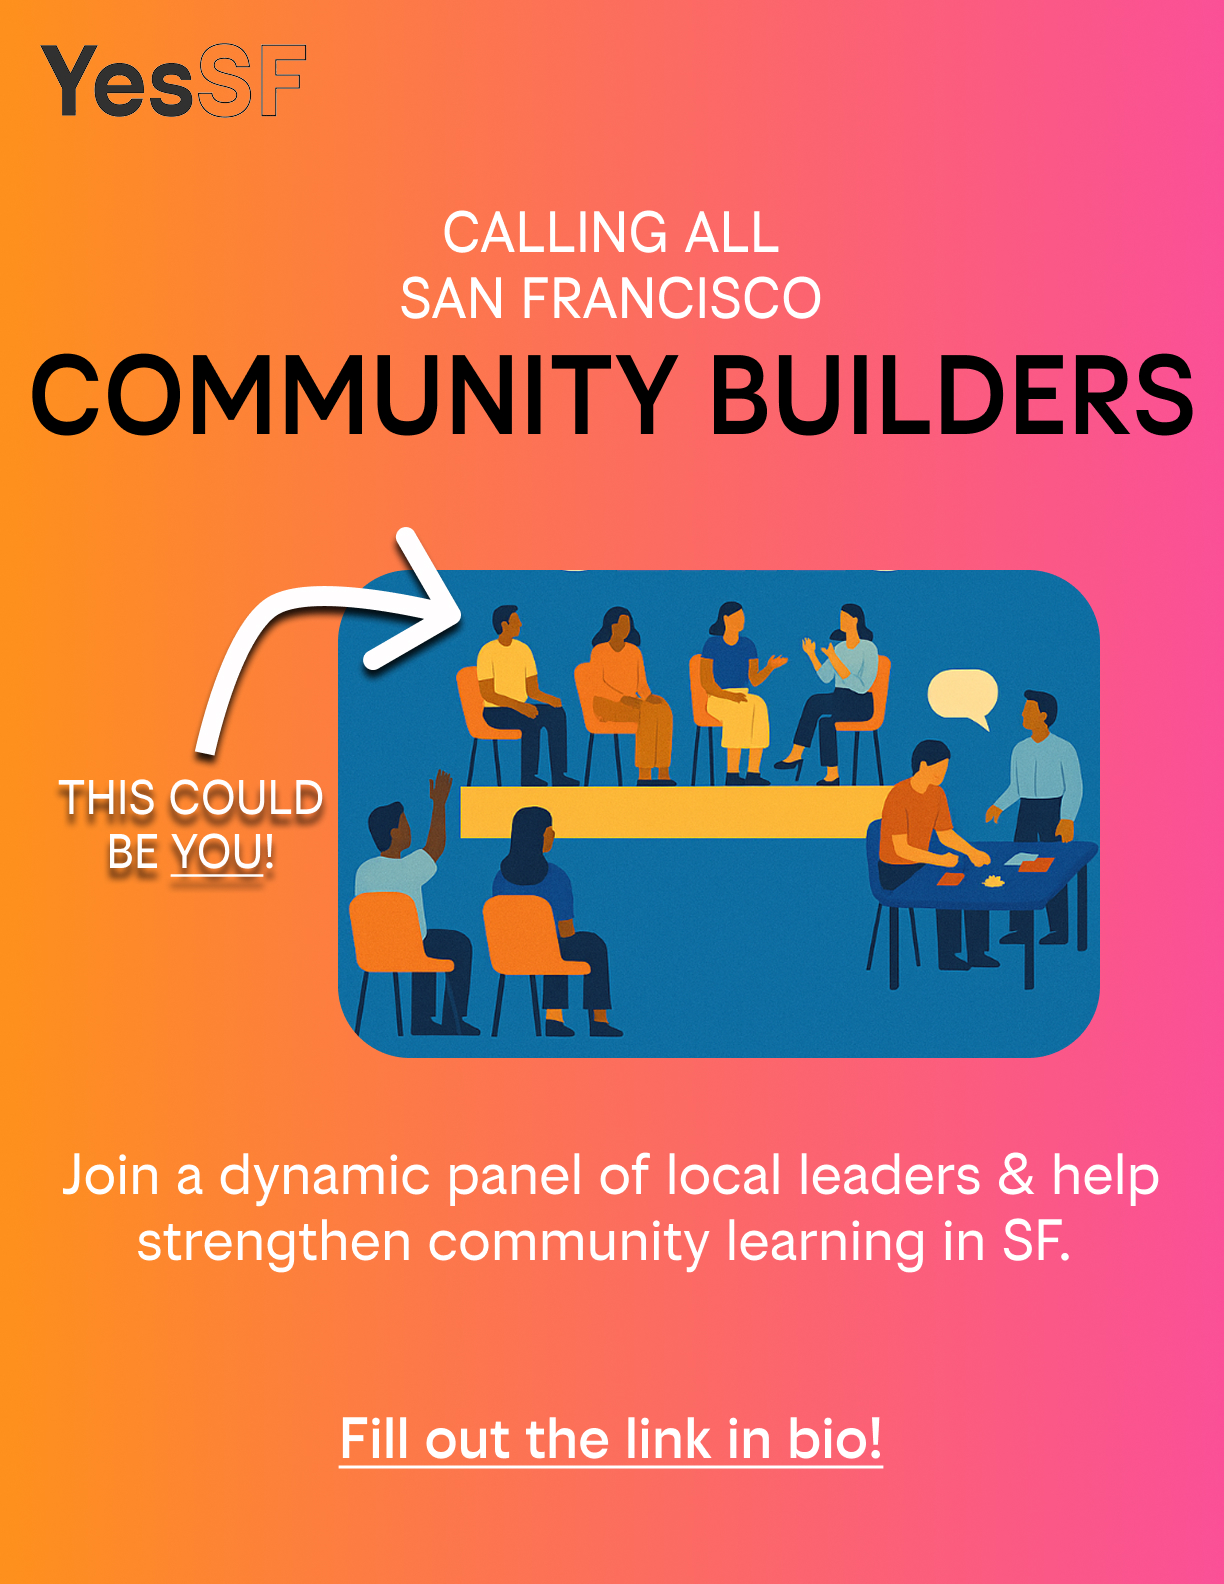 YesSF
CALLING ALL
SAN FRANCISCO
COMMUNITY BUILDERS
THIS COULD
BE YOU!
Join a dynamic panel of local leaders & help
strengthen community learning in SF.
Fill out the link in bio!